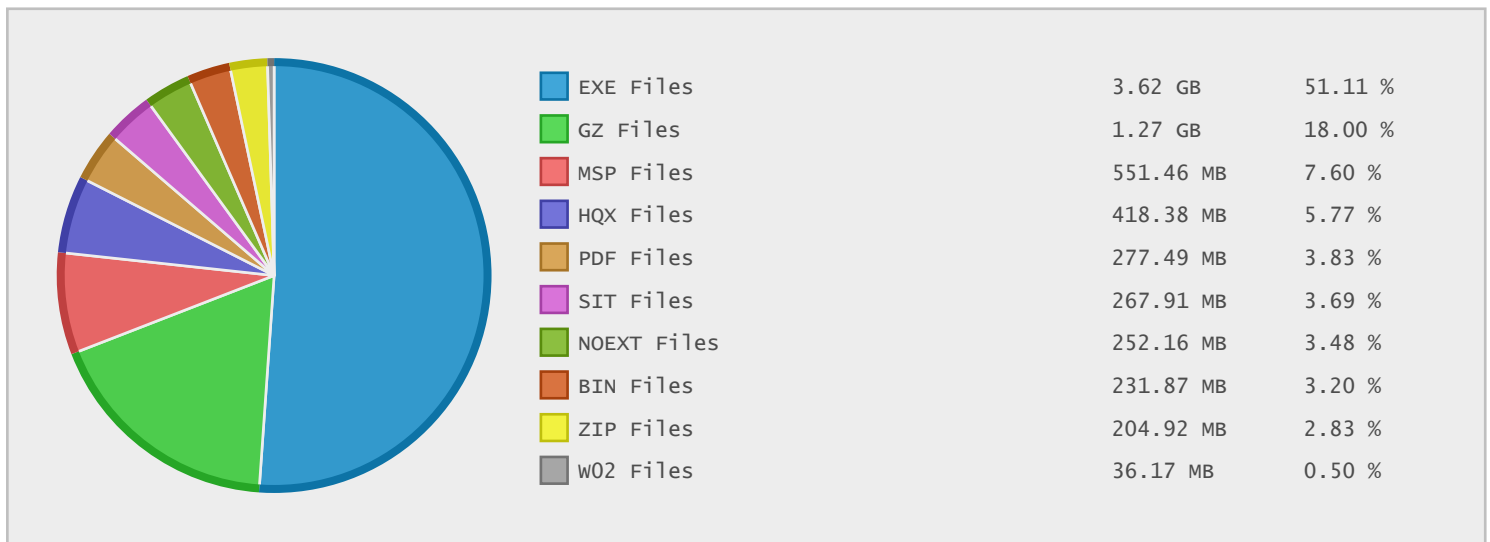 EXE Files 3.62 GB 51.11 %
GZ Files 1.27 GB 18.00 %
MSP Files 551.46 MB 7.60 %
HQX Files 418.38 MB 5.77 %
PDF Files 277.49 MB 3.83 %
SIT Files 267.91 MB 3.69 %
NOEXT Files 252.16 MB 3.48 %
BIN Files 231.87 MB 3.20 %
ZIP Files 204.92 MB 2.83 %
W02 Files 36.17 MB 0.50 %